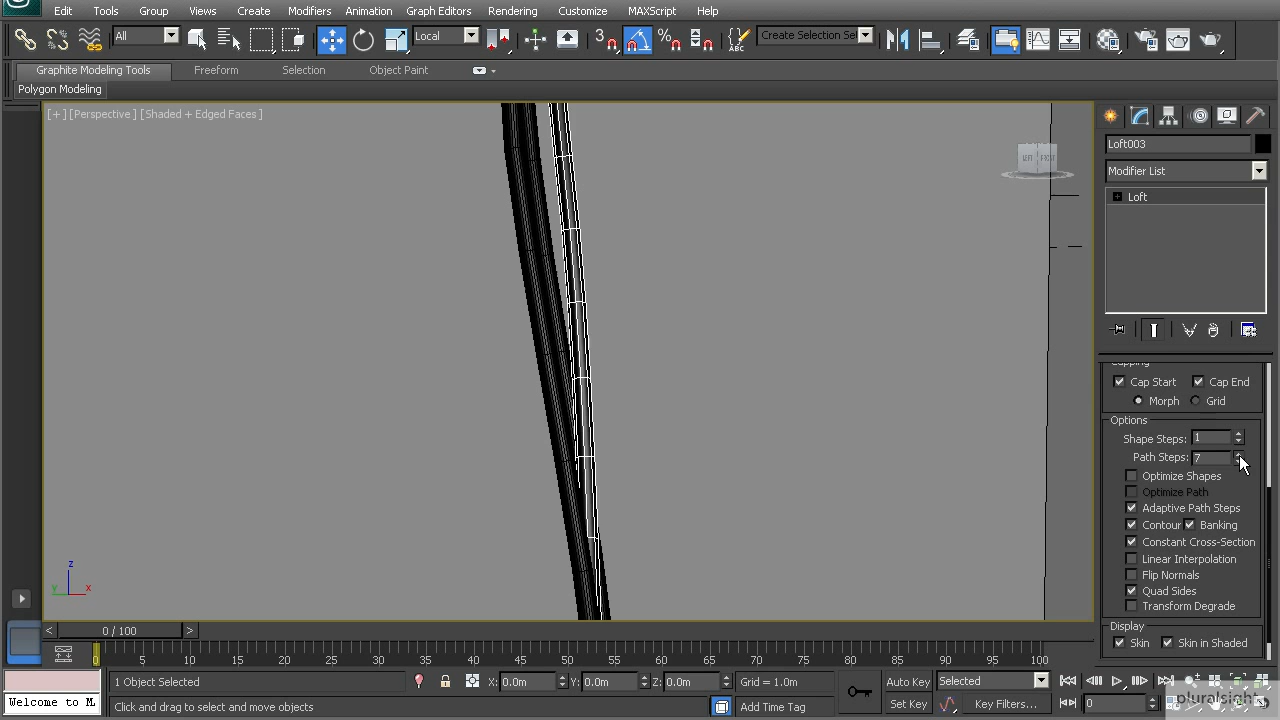 Edit Tools Group Views Create Modifiers Animation Graph Editors Rendering Customize MAXScript Help
All Local 3 % ABC Create Selection Se
Graphite Modeling Tools Freeform Selection Object Paint
Polygon Modeling
[+] [Perspective] [Shaded + Edged Faces]
LEFT FRONT
Loft003
Modifier List
Loft
Capping
Cap Start Cap End
Morph Grid
Options
Shape Steps: 1
Path Steps: 7
Optimize Shapes
Optimize Path
Adaptive Path Steps
Contour Banking
Constant Cross-Section
Linear Interpolation
Flip Normals
Quad Sides
Transform Degrade
Display
Skin Skin in Shaded
z
y x
< 0 / 100 >
0 5 10 15 20 25 30 35 40 45 50 55 60 65 70 75 80 85 90 95 100
1 Object Selected X: 0.0m Y: 0.0m Z: 0.0m Grid = 1.0m Auto Key Selected
Welcome to M Click and drag to select and move objects Add Time Tag Set Key Key Filters... 0
pluralsight